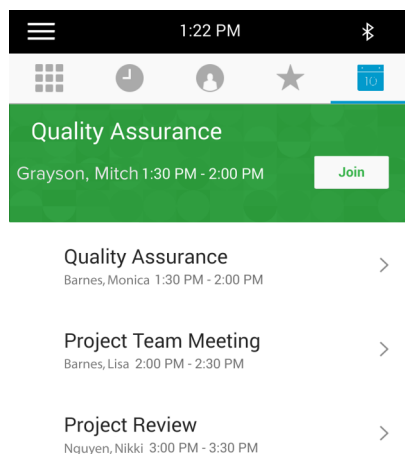 1:22 PM
10
Quality Assurance
Grayson, Mitch 1:30 PM - 2:00 PM
Join
Quality Assurance
Barnes, Monica 1:30 PM - 2:00 PM
Project Team Meeting
Barnes, Lisa 2:00 PM - 2:30 PM
Project Review
Nguyen, Nikki 3:00 PM - 3:30 PM